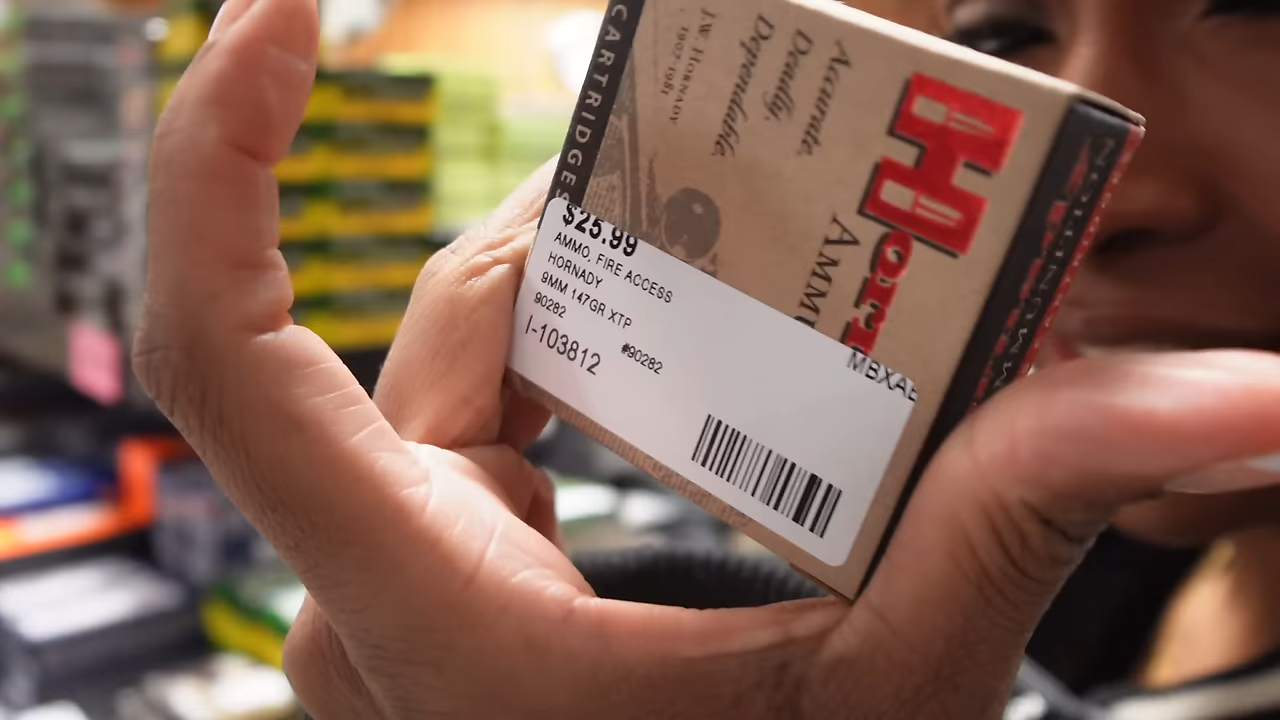 CARTRIDGES
J.W. HORNADY
1907-1981
Accurate.
Deadly.
Dependable.
$25.99
AMMO, FIRE ACCESS
HORNADY
9MM 147GR XTP
90282
#90282
I-103812